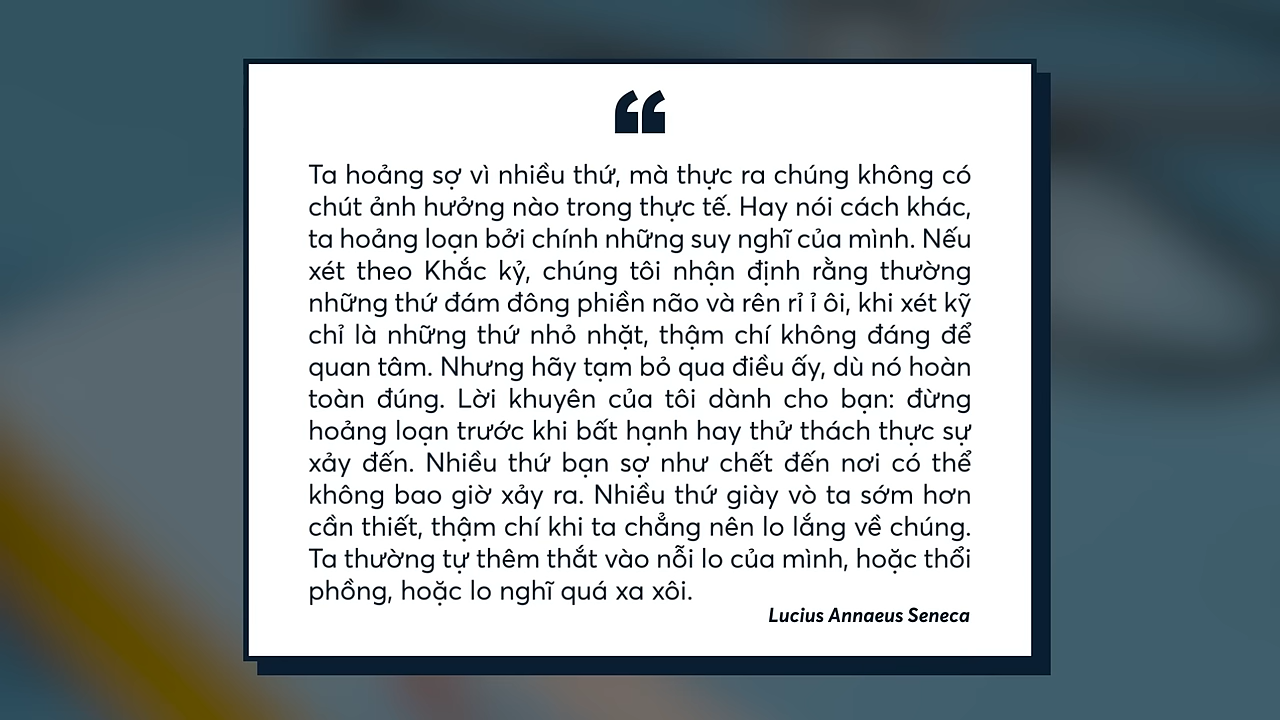 “
Ta hoảng sợ vì nhiều thứ, mà thực ra chúng không có
chút ảnh hưởng nào trong thực tế. Hay nói cách khác,
ta hoảng loạn bởi chính những suy nghĩ của mình. Nếu
xét theo Khắc kỷ, chúng tôi nhận định rằng thường
những thứ đám đông phiền não và rên rỉ ỉ ôi, khi xét kỹ
chỉ là những thứ nhỏ nhặt, thậm chí không đáng để
quan tâm. Nhưng hãy tạm bỏ qua điều ấy, dù nó hoàn
toàn đúng. Lời khuyên của tôi dành cho bạn: đừng
hoảng loạn trước khi bất hạnh hay thử thách thực sự
xảy đến. Nhiều thứ bạn sợ như chết đến nơi có thể
không bao giờ xảy ra. Nhiều thứ giày vò ta sớm hơn
cần thiết, thậm chí khi ta chẳng nên lo lắng về chúng.
Ta thường tự thêm thắt vào nỗi lo của mình, hoặc thổi
phồng, hoặc lo nghĩ quá xa xôi.
Lucius Annaeus Seneca